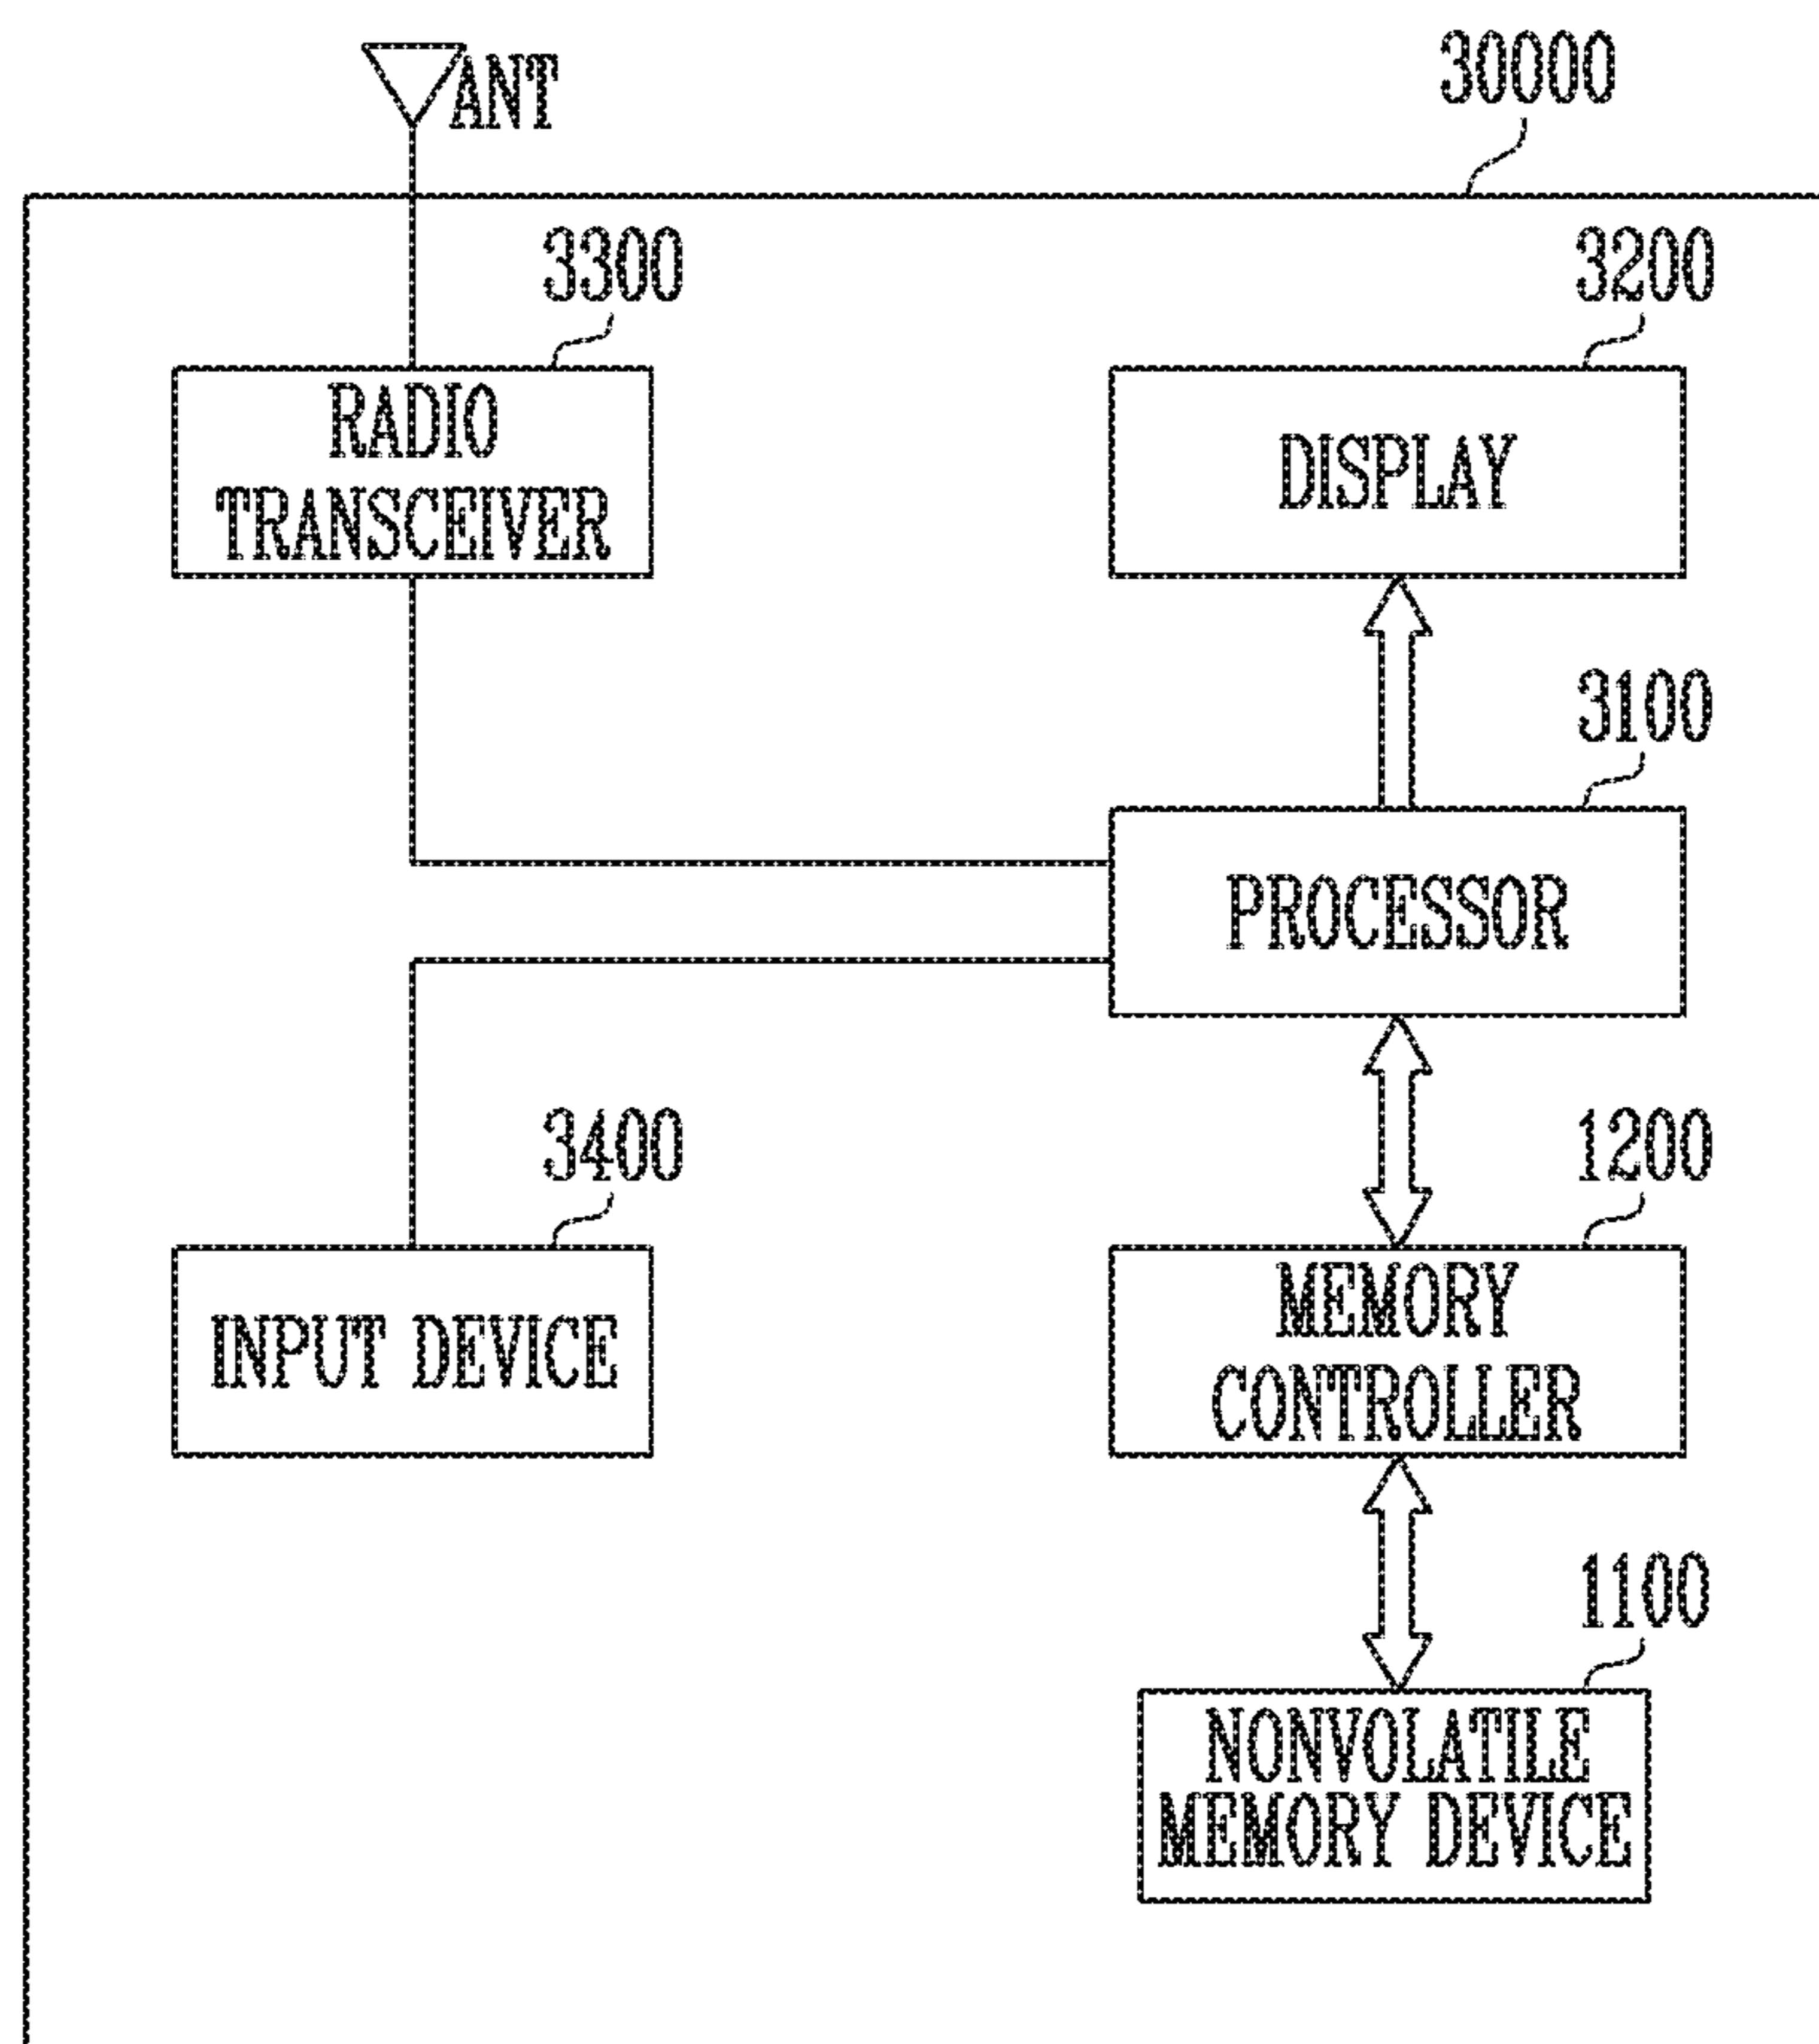 ANT
30000
3300
3200
RADIO
TRANSCEIVER
DISPLAY
3100
PROCESSOR
3400
1200
INPUT DEVICE
MEMORY
CONTROLLER
1100
NONVOLATILE
MEMORY DEVICE